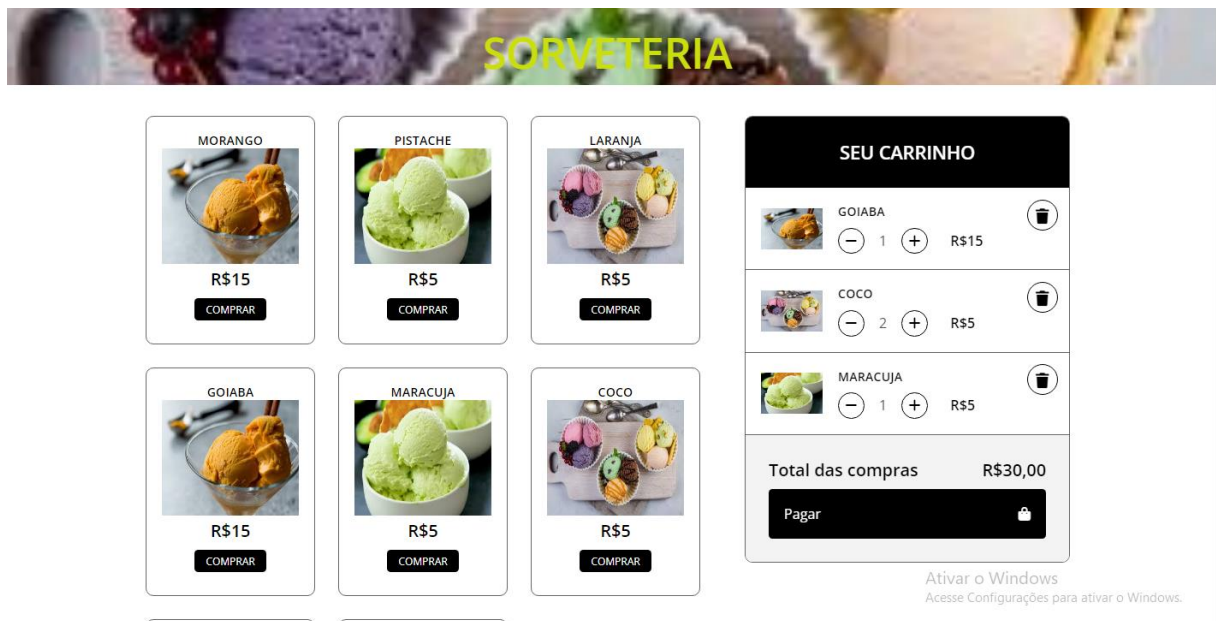 SORVETERIA
MORANGO
R$15
COMPRAR
PISTACHE
R$5
COMPRAR
LARANJA
R$5
COMPRAR
GOIABA
R$15
COMPRAR
MARACUJA
R$5
COMPRAR
COCO
R$5
COMPRAR
SEU CARRINHO
GOIABA
1 R$15
COCO
2 R$5
MARACUJA
1 R$5
Total das compras R$30,00
Pagar
Ativar o Windows
Acesse Configurações para ativar o Windows.